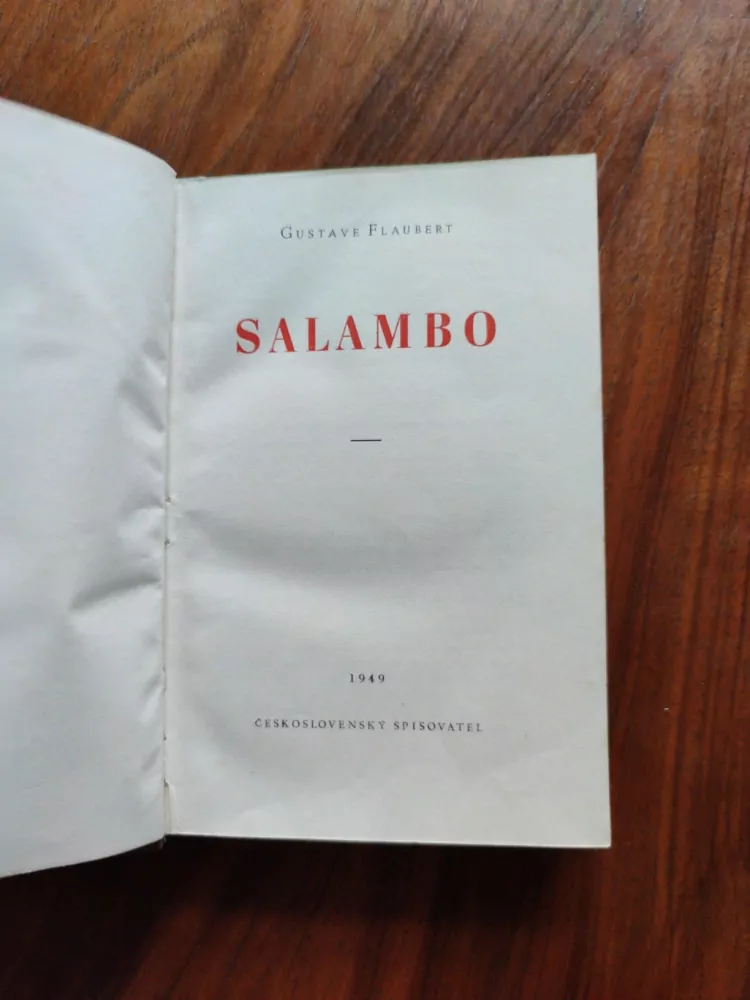 GUSTAVE FLAUBERT
SALAMBO
1949
ČESKOSLOVENSKÝ SPISOVATEL